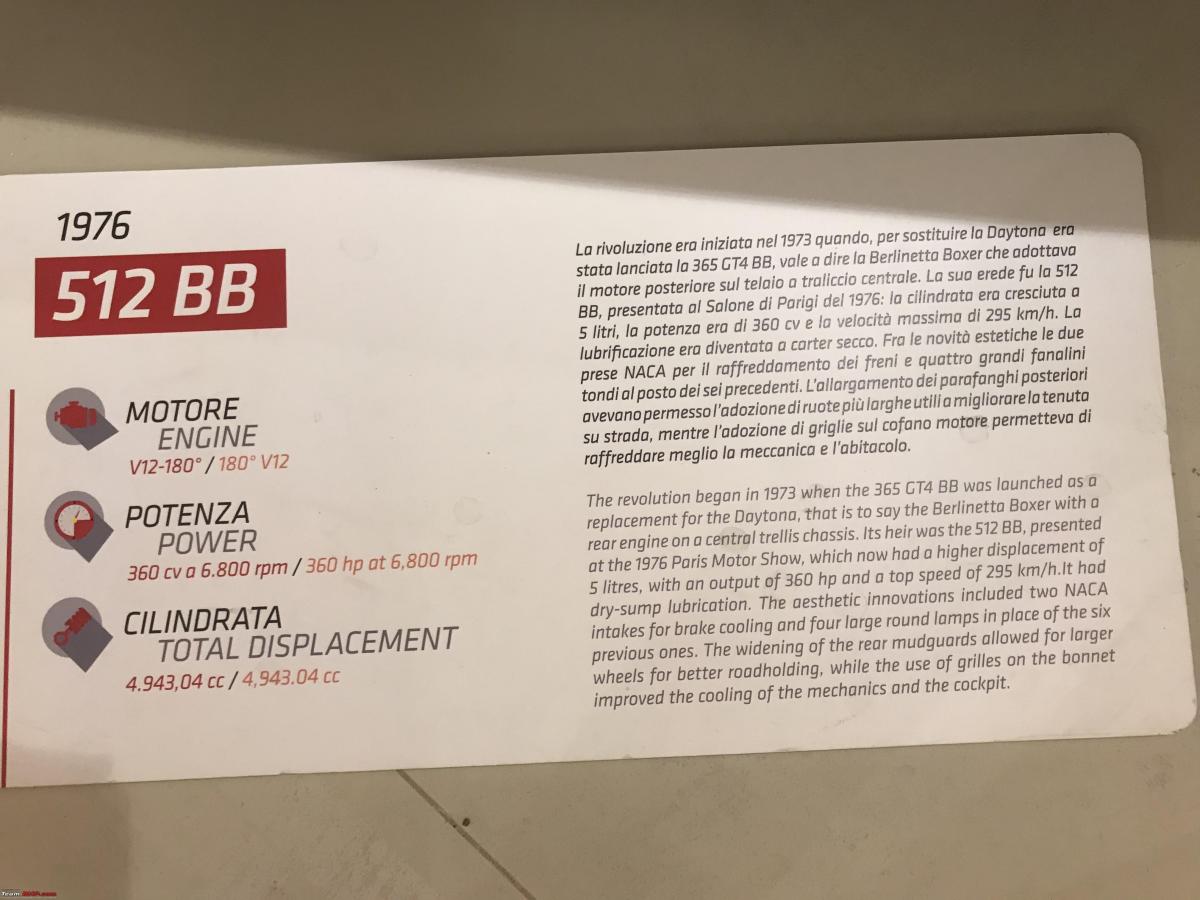 1976
512 BB
MOTORE
ENGINE
V12-180° / 180° V12
POTENZA
POWER
360 cv a 6.800 rpm / 360 hp at 6,800 rpm
CILINDRATA
TOTAL DISPLACEMENT
4.943,04 cc / 4,943.04 cc
La rivoluzione era iniziata nel 1973 quando, per sostituire la Daytona era
stata lanciata la 365 GT4 BB, vale a dire la Berlinetta Boxer che adottava
il motore posteriore sul telaio a traliccio centrale. La sua erede fu la 512
BB, presentata al Salone di Parigi del 1976: la cilindrata era cresciuta a
5 litri, la potenza era di 360 cv e la velocità massima di 295 km/h. La
lubrificazione era diventata a carter secco. Fra le novità estetiche le due
prese NACA per il raffreddamento dei freni e quattro grandi fanalini
tondi al posto dei sei precedenti. L'allargamento dei parafanghi posteriori
avevano permesso l'adozione di ruote più larghe utili a migliorare la tenuta
su strada, mentre l'adozione di griglie sul cofano motore permetteva di
raffreddare meglio la meccanica e l'abitacolo.
The revolution began in 1973 when the 365 GT4 BB was launched as a
replacement for the Daytona, that is to say the Berlinetta Boxer with a
rear engine on a central trellis chassis. Its heir was the 512 BB, presented
at the 1976 Paris Motor Show, which now had a higher displacement of
5 litres, with an output of 360 hp and a top speed of 295 km/h.It had
dry-sump lubrication. The aesthetic innovations included two NACA
intakes for brake cooling and four large round lamps in place of the six
previous ones. The widening of the rear mudguards allowed for larger
wheels for better roadholding, while the use of grilles on the bonnet
improved the cooling of the mechanics and the cockpit.
Team-BHP.com